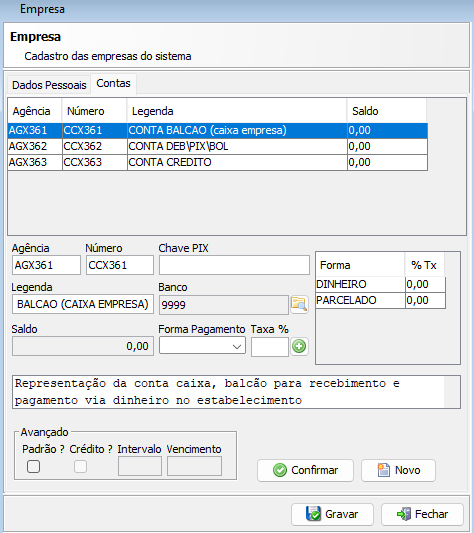 Empresa
Empresa
Cadastro das empresas do sistema
Dados Pessoais Contas
Agência Número Legenda Saldo
AGX361 CCX361 CONTA BALCAO (caixa empresa) 0,00
AGX362 CCX362 CONTA DEB\PIX\BOL 0,00
AGX363 CCX363 CONTA CREDITO 0,00
Agência Número Chave PIX
AGX361 CCX361
Forma % Tx
DINHEIRO 0,00
PARCELADO 0,00
Legenda Banco
BALCAO (CAIXA EMPRESA) 9999
Saldo Forma Pagamento Taxa %
0,00
Representação da conta caixa, balcão para recebimento e
pagamento via dinheiro no estabelecimento
Avançado
Padrão ? Crédito ? Intervalo Vencimento
Confirmar Novo
Gravar Fechar